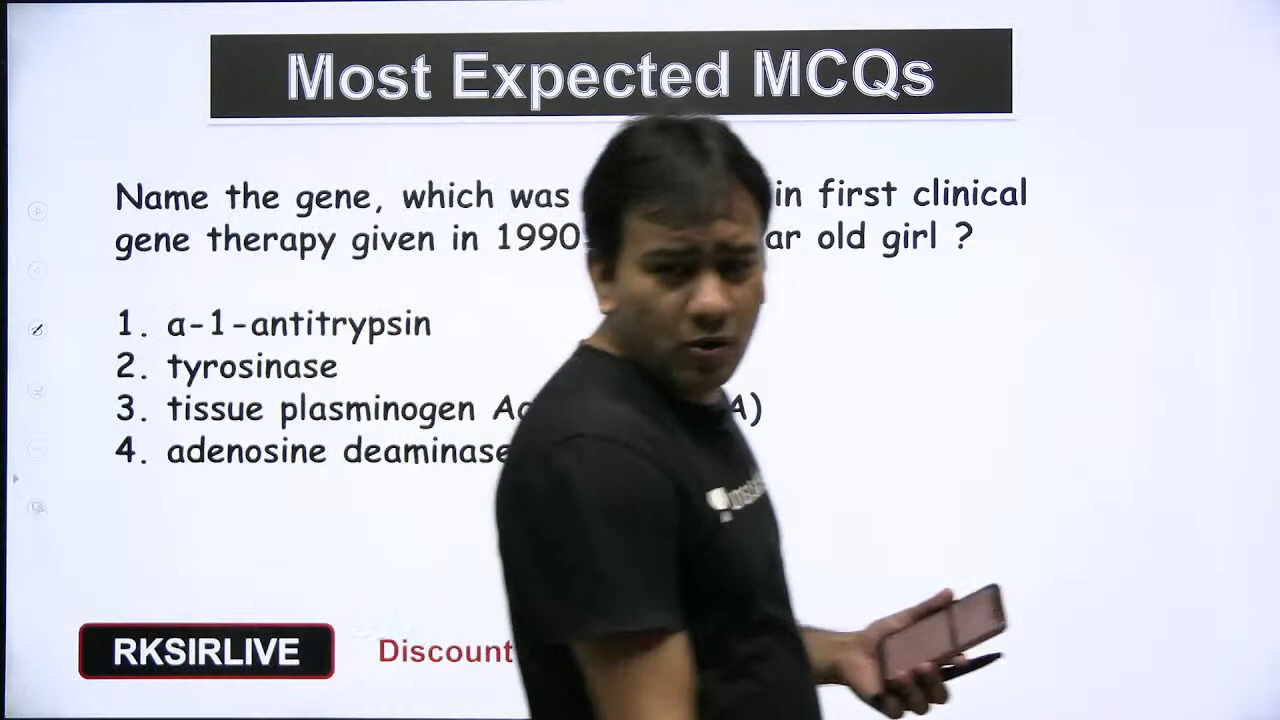 Most Expected MCQs
Name the gene, which was in first clinical
gene therapy given in 1990 old girl ?
1. α-1-antitrypsin
2. tyrosinase
3. tissue plasminogen
4. adenosine deaminase
RKSIRLIVE Discount